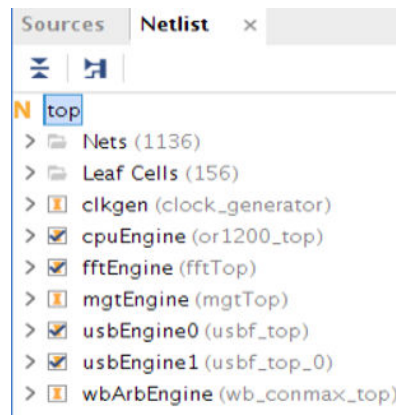 Sources Netlist ×
N top
> Nets (1136)
> Leaf Cells (156)
> clkgen (clock_generator)
> cpuEngine (or1200_top)
> fftEngine (fftTop)
> mgtEngine (mgtTop)
> usbEngine0 (usbf_top)
> usbEngine1 (usbf_top_0)
> wbArbEngine (wb_conmax_top)